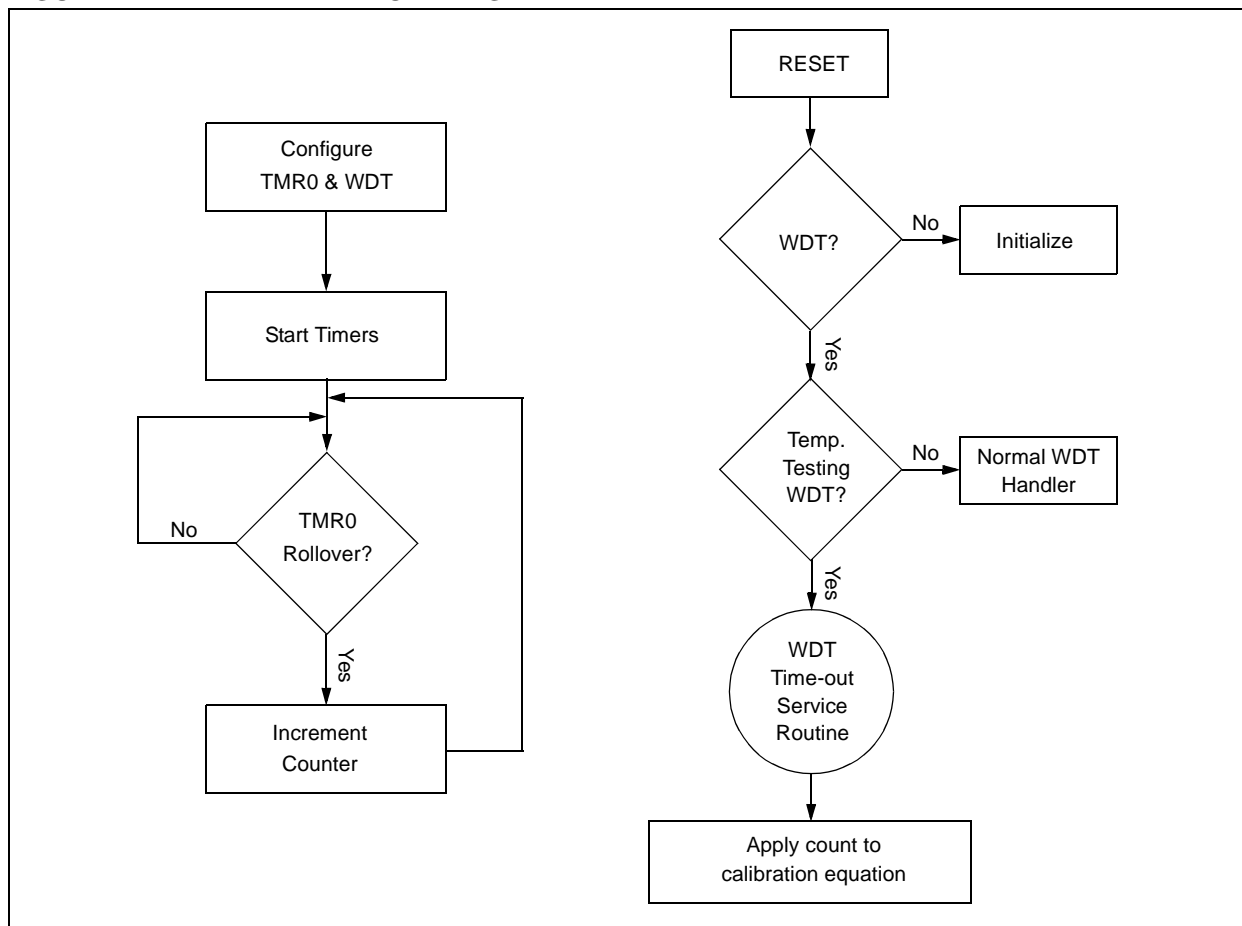 Configure
TMR0 & WDT
Start Timers
TMR0
Rollover?
No
Yes
Increment
Counter
RESET
WDT?
No
Initialize
Yes
Temp.
Testing
WDT?
No
Normal WDT
Handler
Yes
WDT
Time-out
Service
Routine
Apply count to
calibration equation